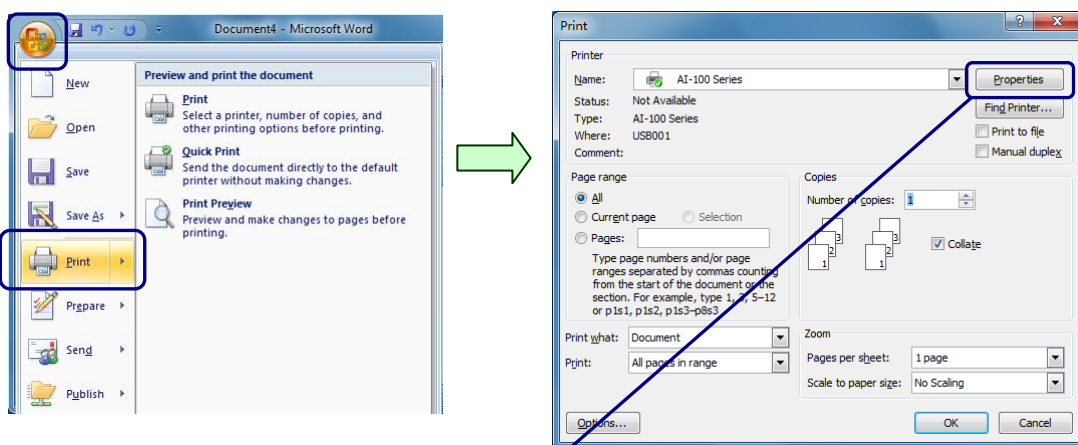 Document4 - Microsoft Word
New
Open
Save
Save As
Print
Prepare
Send
Publish
Preview and print the document
Print
Select a printer, number of copies, and
other printing options before printing.
Quick Print
Send the document directly to the default
printer without making changes.
Print Preview
Preview and make changes to pages before
printing.
Print
Printer
Name: AI-100 Series
Properties
Status: Not Available
Find Printer...
Type: AI-100 Series
Where: USB001
Print to file
Comment:
Manual duplex
Page range
All
Current page Selection
Pages:
Type page numbers and/or page
ranges separated by commas counting
from the start of the document or the
section. For example, type 1, 3, 5–12
or p1s1, p1s2, p1s3–p8s3
Copies
Number of copies: 1
3 3
2 2
1 1
Collate
Print what: Document
Print: All pages in range
Zoom
Pages per sheet: 1 page
Scale to paper size: No Scaling
Options... OK Cancel